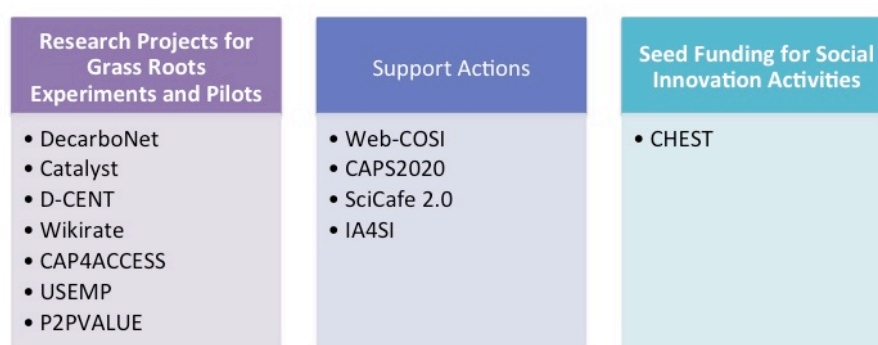 Research Projects for
Grass Roots
Experiments and Pilots
• DecarboNet
• Catalyst
• D-CENT
• Wikirate
• CAP4ACCESS
• USEMP
• P2PVALUE
Support Actions
• Web-COSI
• CAPS2020
• SciCafe 2.0
• IA4SI
Seed Funding for Social
Innovation Activities
• CHEST